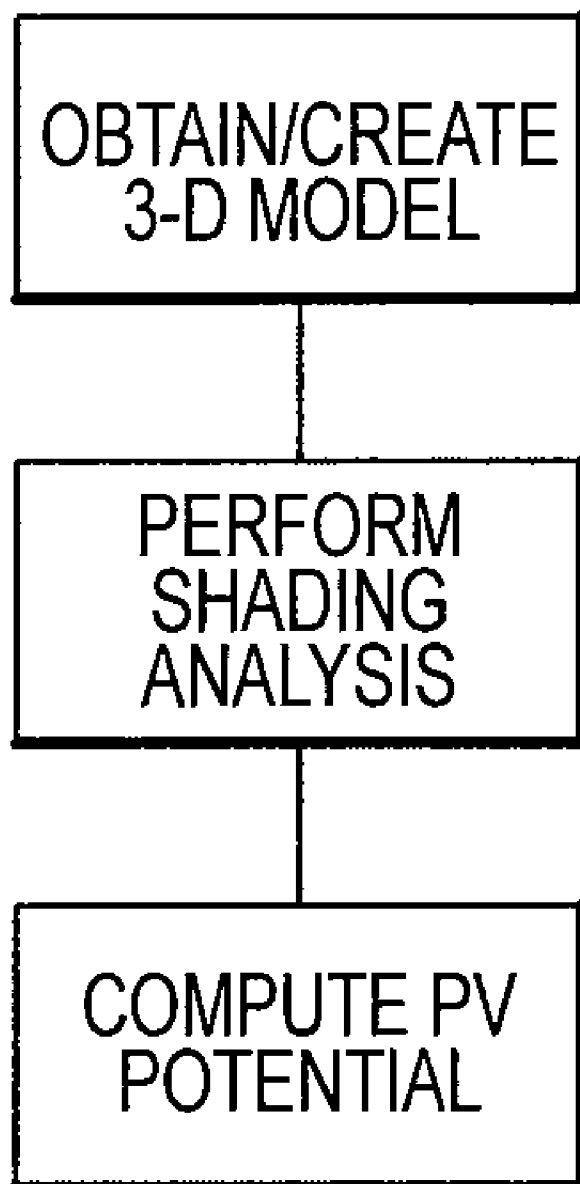 OBTAIN/CREATE
3-D MODEL
PERFORM
SHADING
ANALYSIS
COMPUTE PV
POTENTIAL